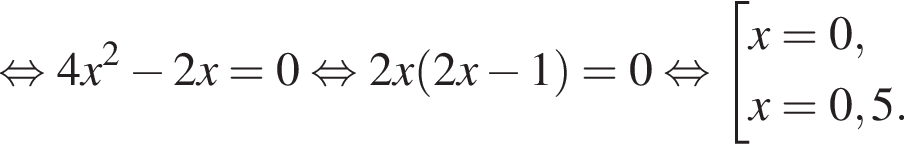 ⇔ 4x² − 2x = 0 ⇔ 2x(2x − 1) = 0 ⇔ [ x = 0,
x = 0,5.